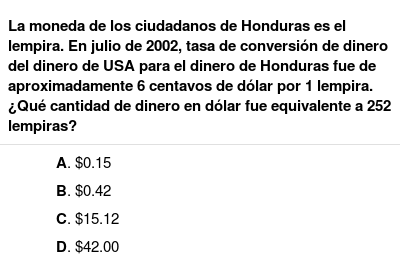 La moneda de los ciudadanos de Honduras es el
lempira. En julio de 2002, tasa de conversión de dinero
del dinero de USA para el dinero de Honduras fue de
aproximadamente 6 centavos de dólar por 1 lempira.
¿Qué cantidad de dinero en dólar fue equivalente a 252
lempiras?
A. $0.15
B. $0.42
C. $15.12
D. $42.00